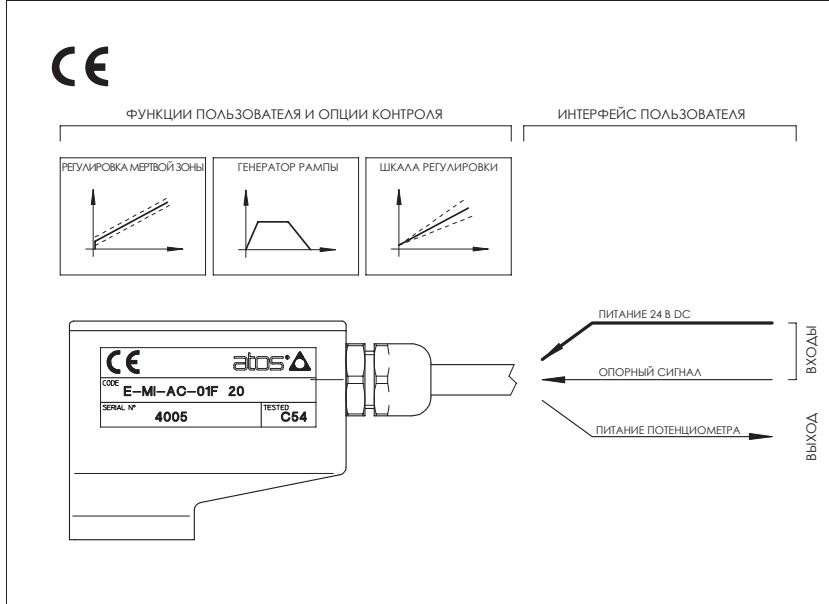 CE
ФУНКЦИИ ПОЛЬЗОВАТЕЛЯ И ОПЦИИ КОНТРОЛЯ
ИНТЕРФЕЙС ПОЛЬЗОВАТЕЛЯ
РЕГУЛИРОВКА МЕРТВОЙ ЗОНЫ
ГЕНЕРАТОР РАМПЫ
ШКАЛА РЕГУЛИРОВКИ
ПИТАНИЕ 24 В DC
ОПОРНЫЙ СИГНАЛ
ВХОДЫ
ПИТАНИЕ ПОТЕНЦИОМЕТРА
ВЫХОД
CE atos
CODE
E-MI-AC-01F 20
SERIAL N° 4005
TESTED C54